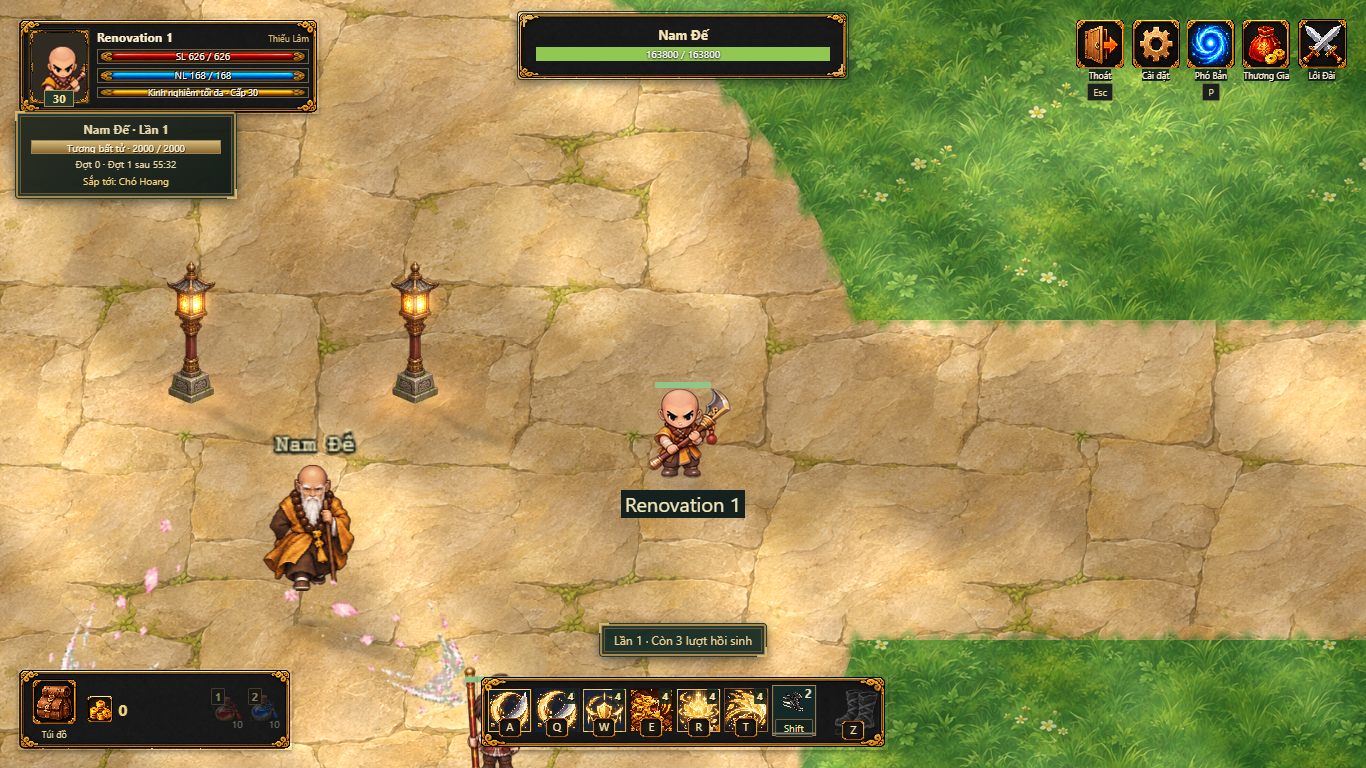 Renovation 1
Thiếu Lâm
SL 626 / 626
NL 168 / 168
Kinh nghiệm tối đa · Cấp 30
30
Nam Đế · Lần 1
Tượng bất tử · 2000 / 2000
Đợt 0 · Đợt 1 sau 55:32
Sắp tới: Chó Hoang
Nam Đế
163800 / 163800
Thoát
Cài đặt
Phó Bản
Thương Gia
Lôi Đài
Esc
P
Nam Đế
Renovation 1
Lần 1 · Còn 3 lượt hồi sinh
Túi đồ
0
1
10
2
10
A
4
Q
4
W
4
E
4
R
4
T
2
Shift
Z